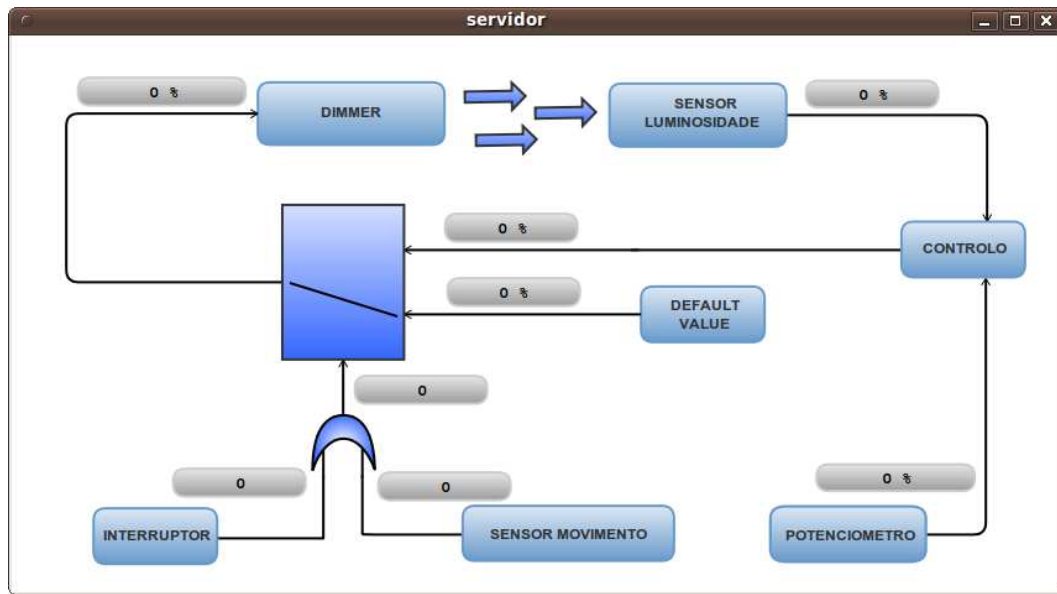 servidor
0 %
DIMMER
SENSOR
LUMINOSIDADE
0 %
0 %
CONTROLO
0 %
DEFAULT
VALUE
0
0
0
0 %
INTERRUPTOR
SENSOR MOVIMENTO
POTENCIOMETRO